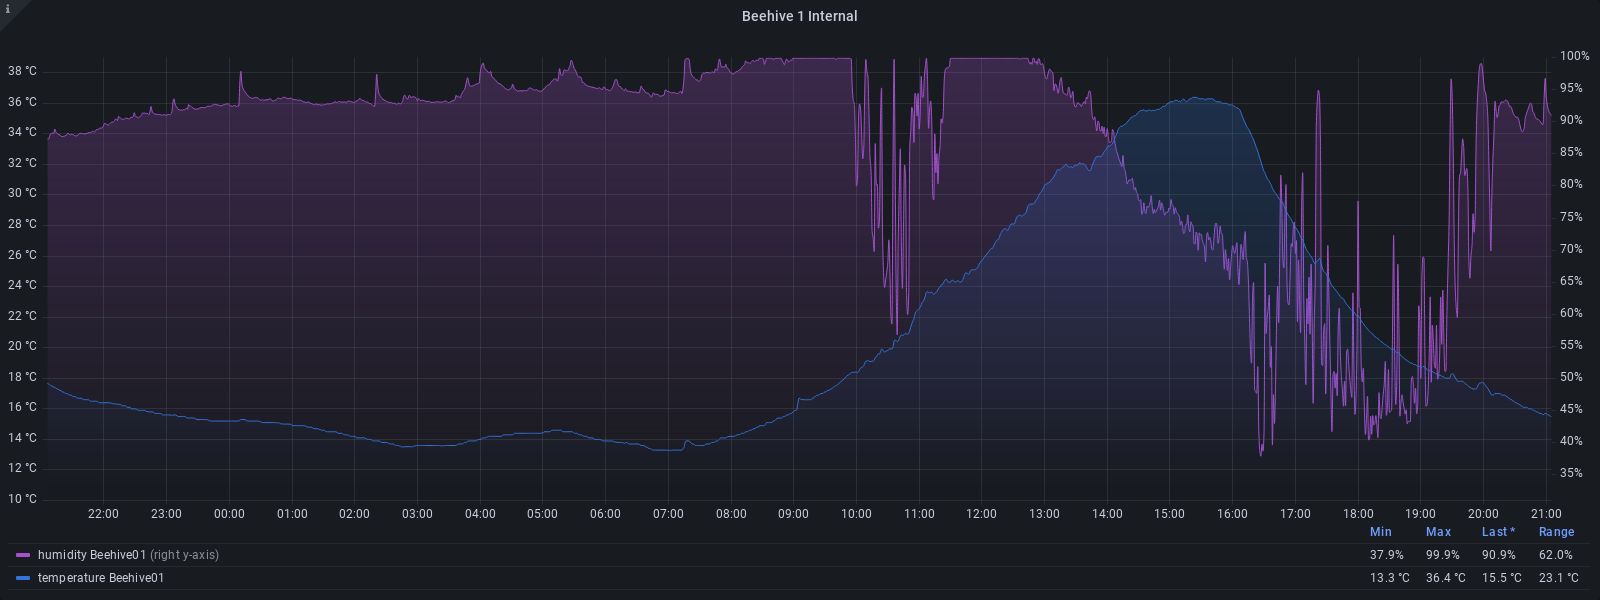 i
Beehive 1 Internal
38 °C
36 °C
34 °C
32 °C
30 °C
28 °C
26 °C
24 °C
22 °C
20 °C
18 °C
16 °C
14 °C
12 °C
10 °C
100%
95%
90%
85%
80%
75%
70%
65%
60%
55%
50%
45%
40%
35%
22:00 23:00 00:00 01:00 02:00 03:00 04:00 05:00 06:00 07:00 08:00 09:00 10:00 11:00 12:00 13:00 14:00 15:00 16:00 17:00 18:00 19:00 20:00 21:00
Min Max Last * Range
humidity Beehive01 (right y-axis) 37.9% 99.9% 90.9% 62.0%
temperature Beehive01 13.3 °C 36.4 °C 15.5 °C 23.1 °C